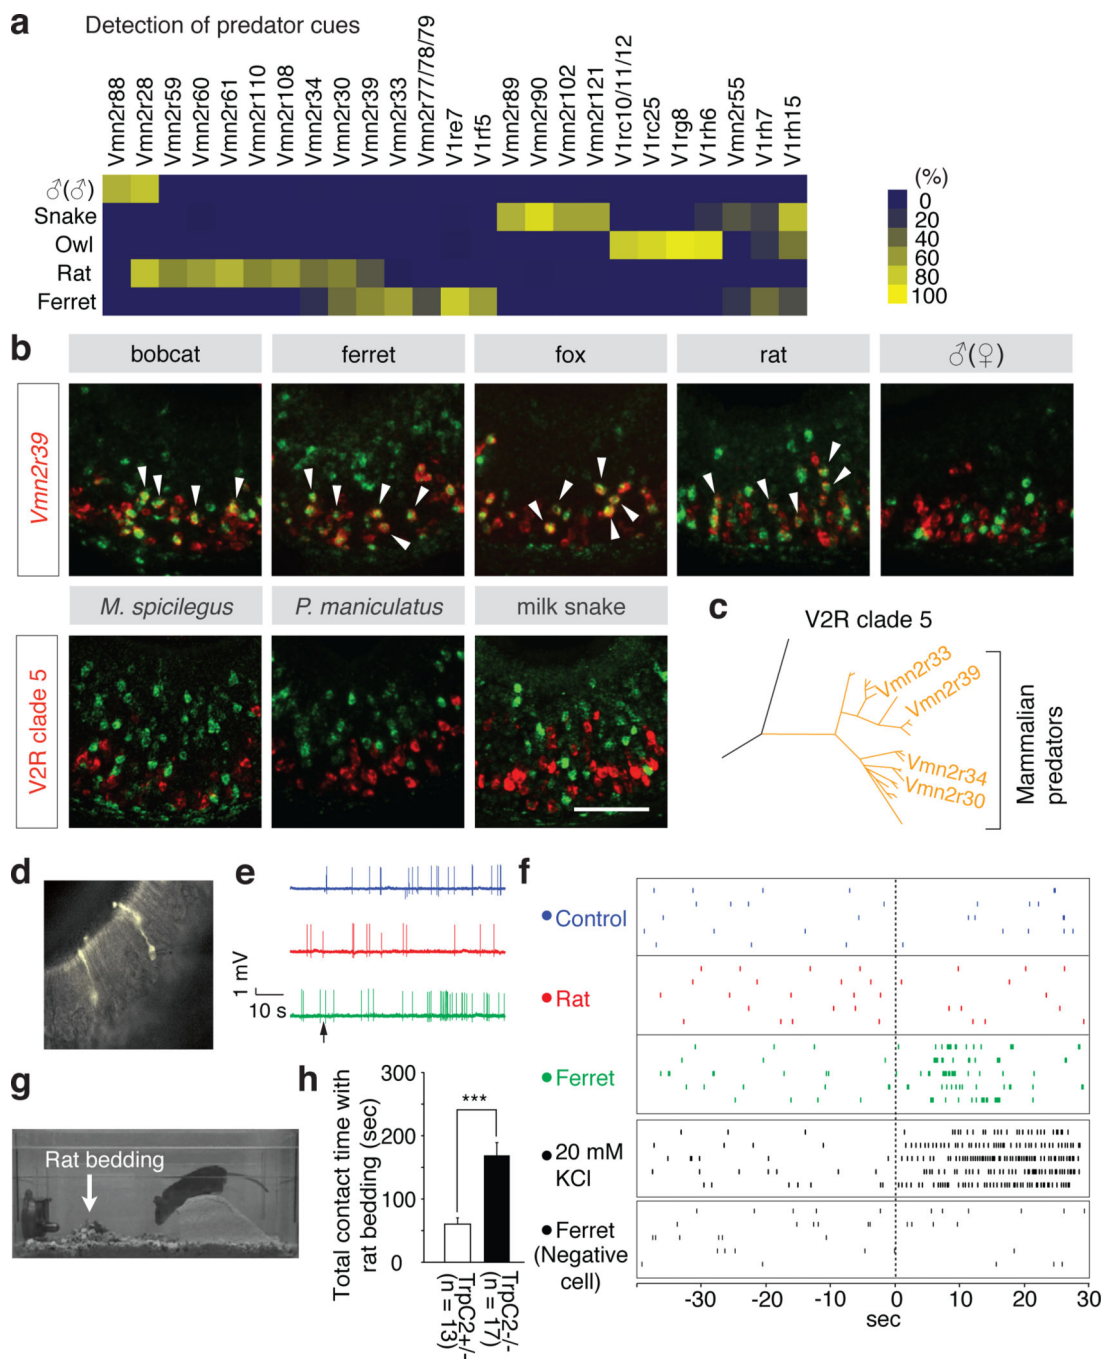 a
Detection of predator cues
Vmn2r88
Vmn2r28
Vmn2r59
Vmn2r60
Vmn2r61
Vmn2r110
Vmn2r108
Vmn2r34
Vmn2r30
Vmn2r39
Vmn2r33
Vmn2r77/78/79
V1re7
V1rf5
Vmn2r89
Vmn2r90
Vmn2r102
Vmn2r121
V1rc10/11/12
V1rc25
V1rg8
V1rh6
Vmn2r55
V1rh7
V1rh15
♂(♂)
Snake
Owl
Rat
Ferret
(%)
0
20
40
60
80
100
b
bobcat
ferret
fox
rat
♂(♀)
Vmn2r39
M. spicilegus
P. maniculatus
milk snake
V2R clade 5
c
V2R clade 5
Vmn2r33
Vmn2r39
Vmn2r34
Vmn2r30
Mammalian
predators
d
e
1 mV
10 s
f
Control
Rat
Ferret
20 mM
KCl
Ferret
(Negative
cell)
-30
-20
-10
0
10
20
30
sec
g
Rat bedding
h
Total contact time with
rat bedding (sec)
300
200
100
0
***
TrpC2+/-
(n = 13)
TrpC2-/-
(n = 17)